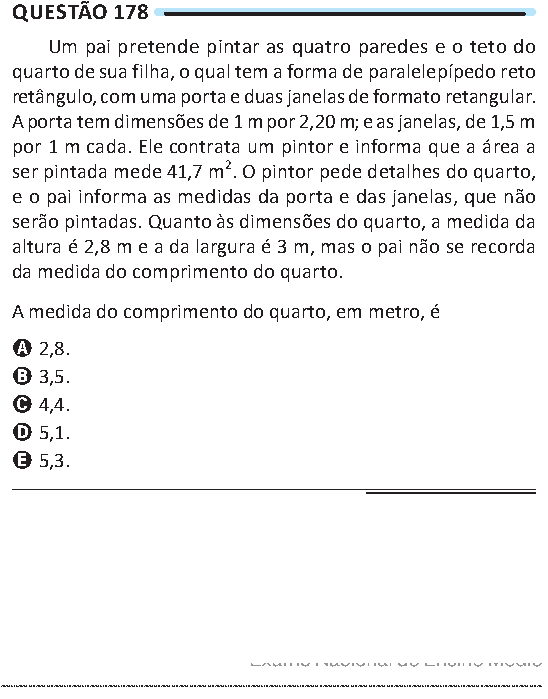 QUESTÃO 178
Um pai pretende pintar as quatro paredes e o teto do
quarto de sua filha, o qual tem a forma de paralelepípedo reto
retângulo, com uma porta e duas janelas de formato retangular.
A porta tem dimensões de 1 m por 2,20 m; e as janelas, de 1,5 m
por 1 m cada. Ele contrata um pintor e informa que a área a
ser pintada mede 41,7 m². O pintor pede detalhes do quarto,
e o pai informa as medidas da porta e das janelas, que não
serão pintadas. Quanto às dimensões do quarto, a medida da
altura é 2,8 m e a da largura é 3 m, mas o pai não se recorda
da medida do comprimento do quarto.
A medida do comprimento do quarto, em metro, é
A 2,8.
B 3,5.
C 4,4.
D 5,1.
E 5,3.